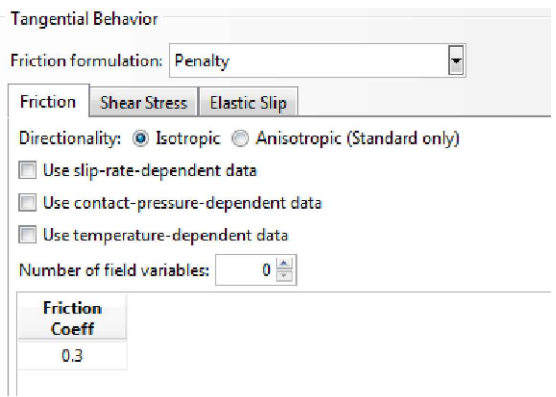 Tangential Behavior
Friction formulation: Penalty
Friction Shear Stress Elastic Slip
Directionality: Isotropic Anisotropic (Standard only)
Use slip-rate-dependent data
Use contact-pressure-dependent data
Use temperature-dependent data
Number of field variables: 0
Friction
Coeff
0.3